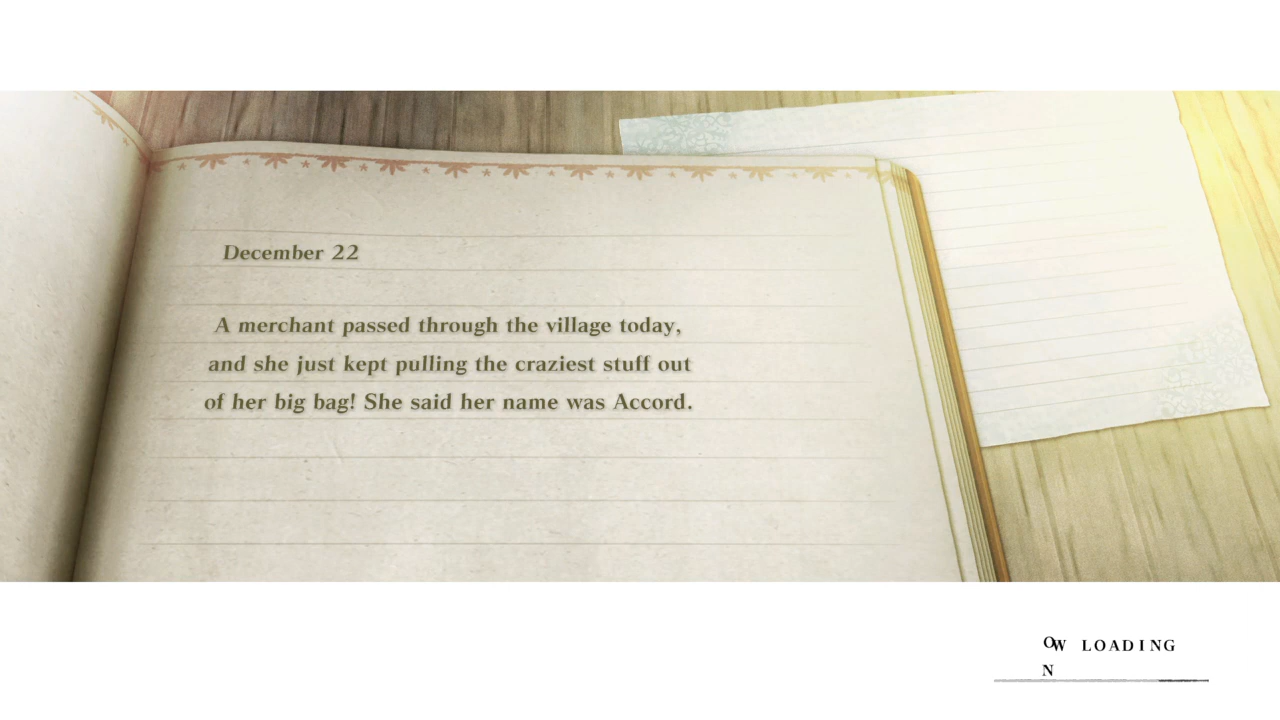 December 22
A merchant passed through the village today,
and she just kept pulling the craziest stuff out
of her big bag! She said her name was Accord.
NOW LOADING